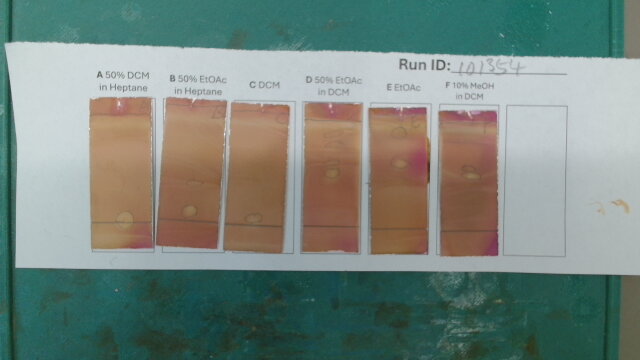 Run ID: 101354
A 50% DCM
in Heptane
B 50% EtOAc
in Heptane
C DCM
D 50% EtOAc
in DCM
E EtOAc
F 10% MeOH
in DCM